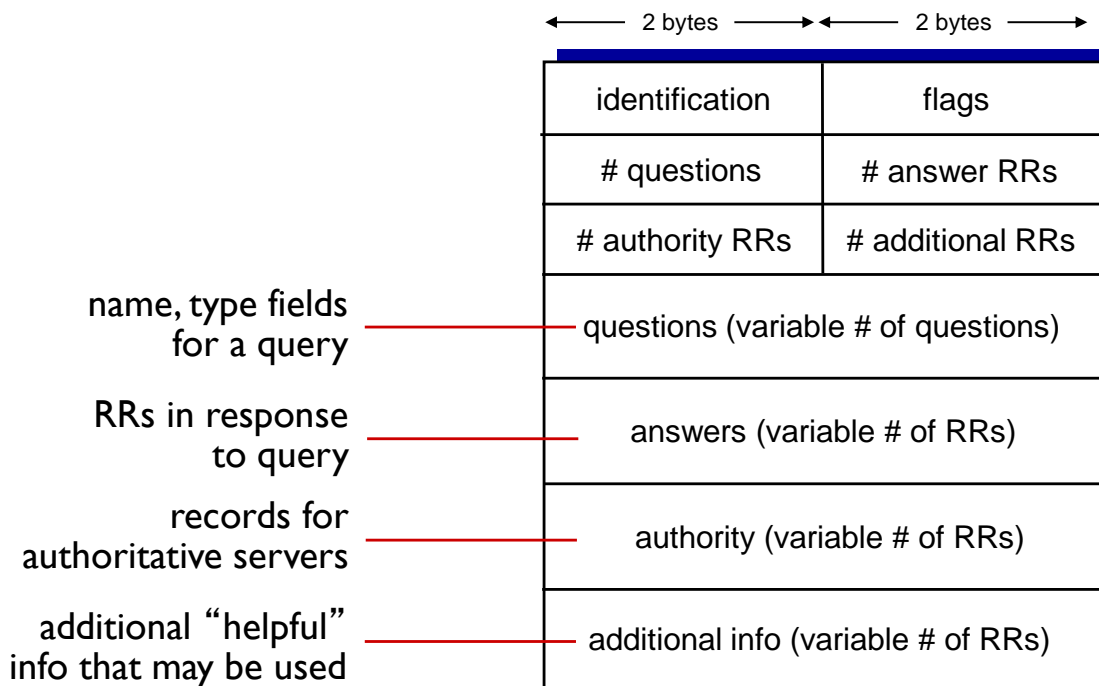 2 bytes 2 bytes
identification flags
# questions # answer RRs
# authority RRs # additional RRs
name, type fields
for a query
questions (variable # of questions)
RRs in response
to query
answers (variable # of RRs)
records for
authoritative servers
authority (variable # of RRs)
additional “helpful”
info that may be used
additional info (variable # of RRs)